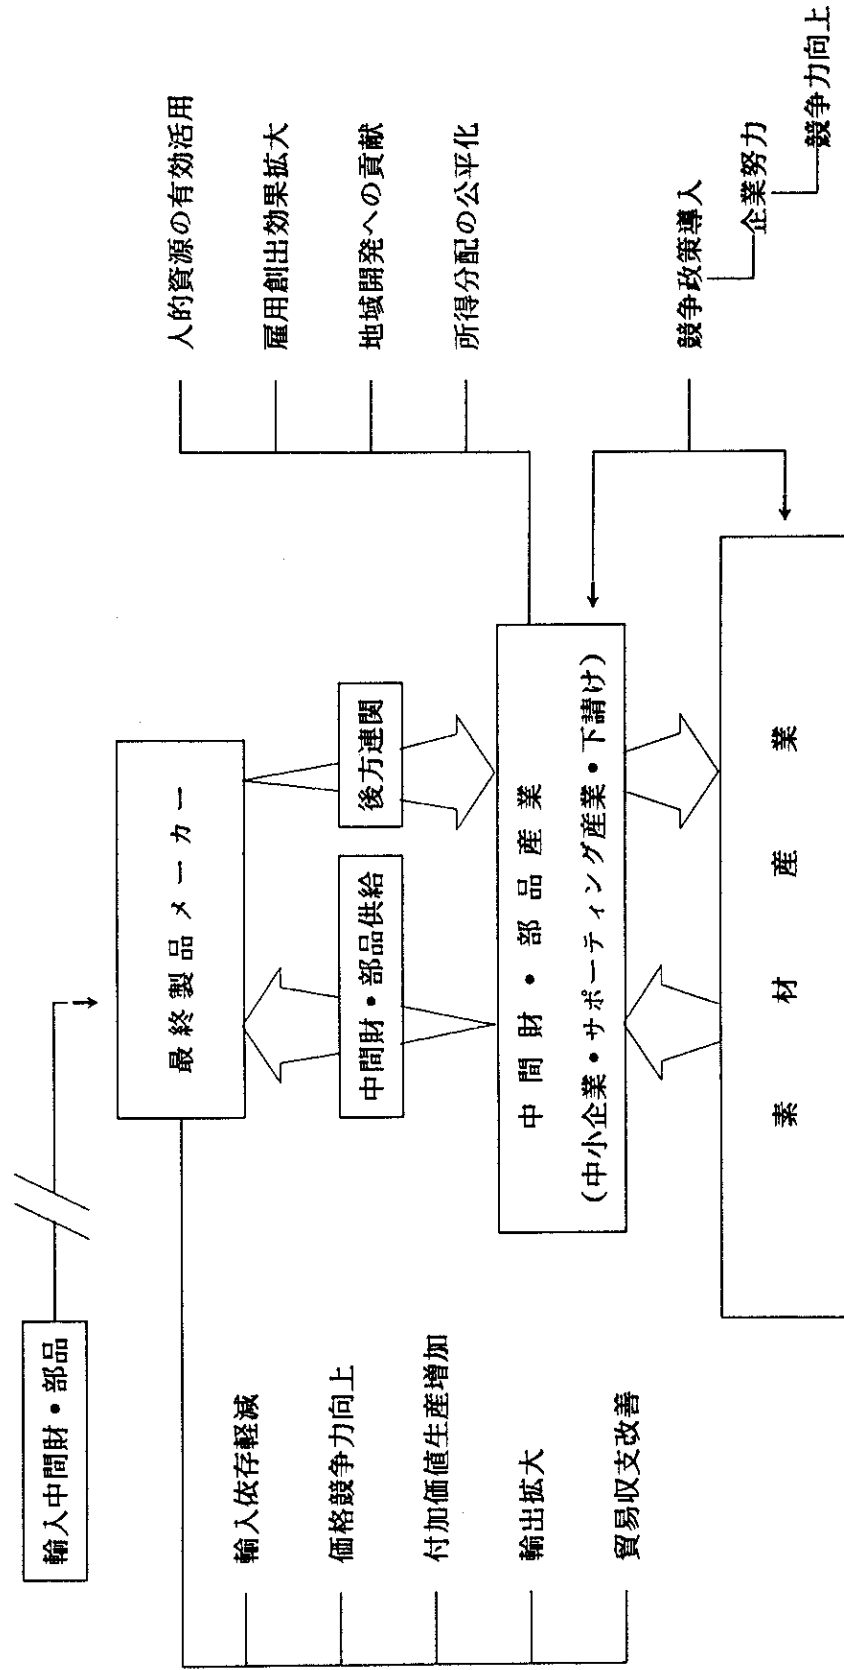 輸入中間財・部品
最終製品メーカー
輸入依存軽減
価格競争力向上
付加価値生産増加
輸出拡大
貿易収支改善
中間財・部品供給
後方連関
人的資源の有効活用
雇用創出効果拡大
地域開発への貢献
所得分配の公平化
中間財・部品産業
(中小企業・サポーティング産業・下請け)
競争政策導入
企業努力
競争力向上
素材産業